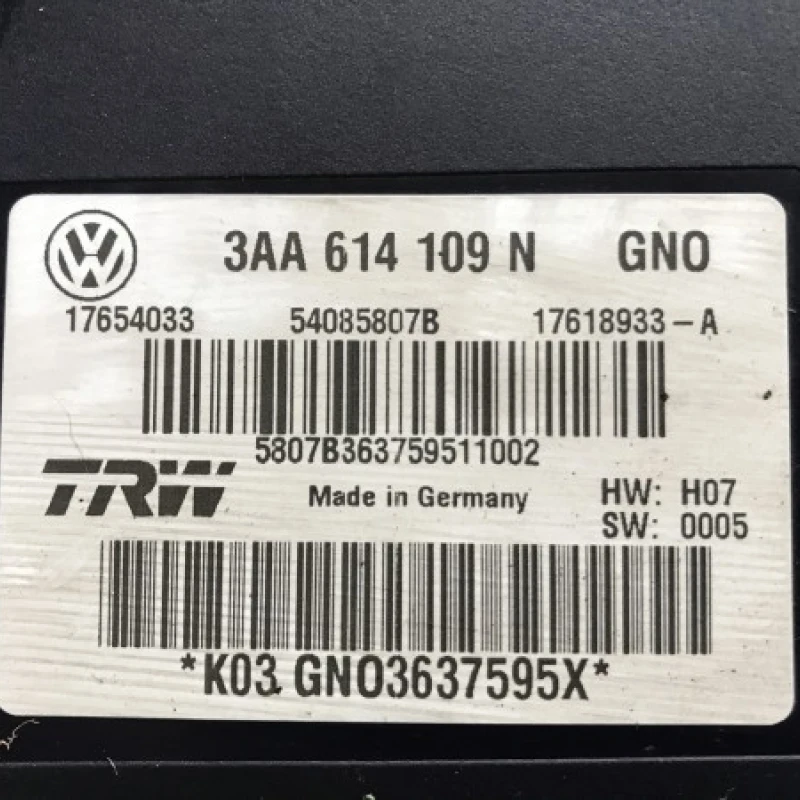 3AA 614 109 N GNO
17654033 54085807B 17618933-A
5807B363759511002
TRW Made in Germany HW: H07
SW: 0005
*K03 GNO3637595X*